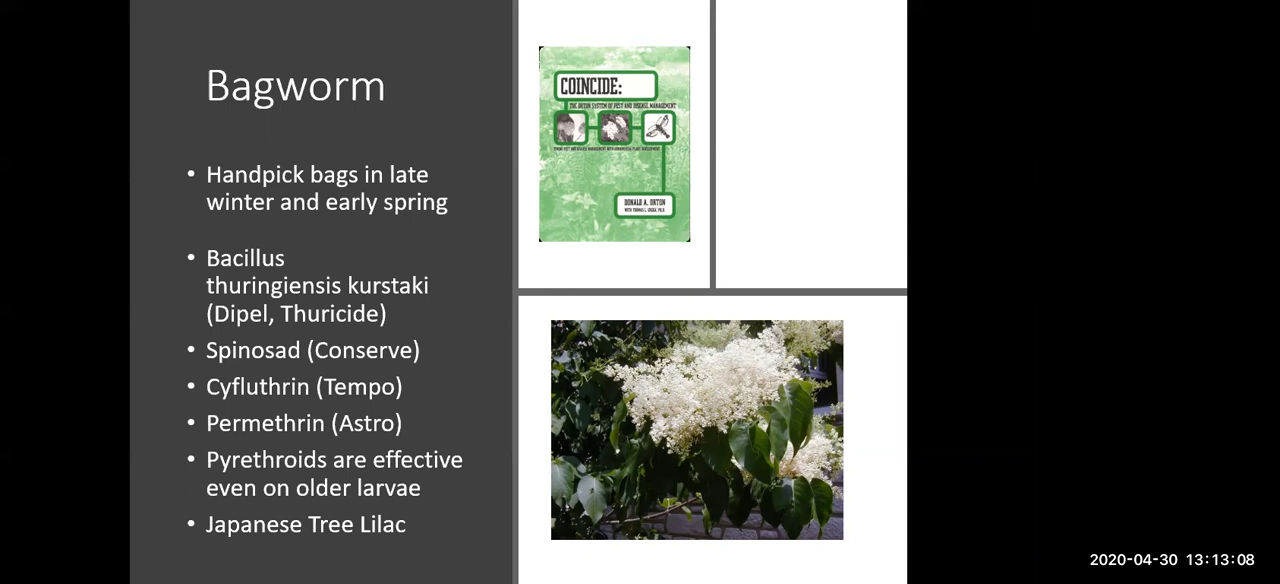 Bagworm
• Handpick bags in late
winter and early spring
• Bacillus
thuringiensis kurstaki
(Dipel, Thuricide)
• Spinosad (Conserve)
• Cyfluthrin (Tempo)
• Permethrin (Astro)
• Pyrethroids are effective
even on older larvae
• Japanese Tree Lilac
COINCIDE:
THE ORTON SYSTEM OF PEST AND DISEASE MANAGEMENT
DONALD A. ORTON
2020-04-30 13:13:08